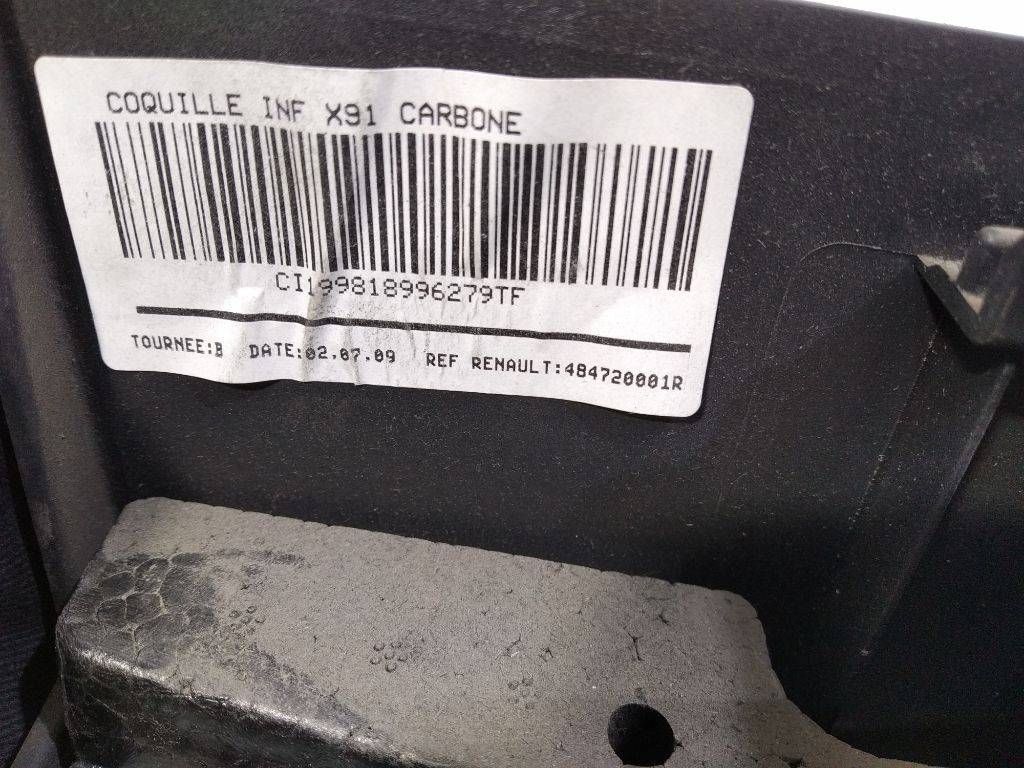 COQUILLE INF X91 CARBONE
CI199818996279TF
TOURNEE:B DATE:02.07.09 REF RENAULT:484720001R